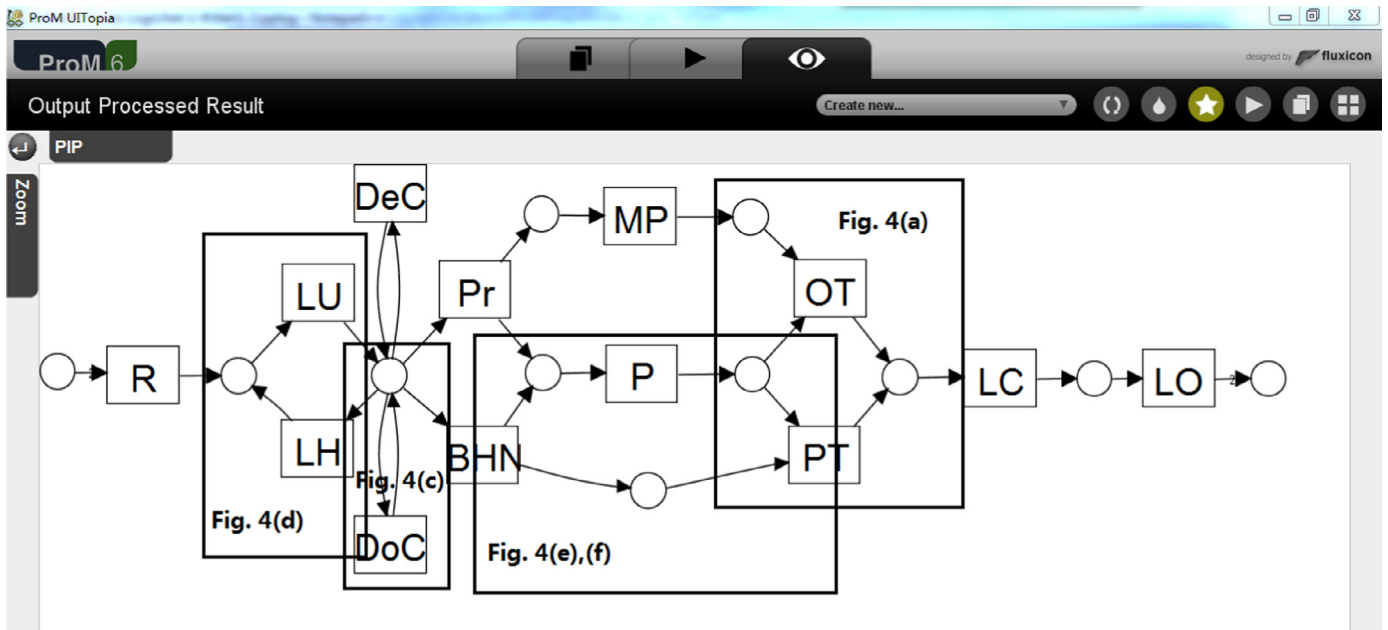 ProM UITopia
ProM 6
designed by fluxicon
Output Processed Result
Create new...
PIP
Zoom
DeC
MP
Fig. 4(a)
LU
Pr
OT
R
P
LC
LO
LH
BHN
PT
Fig. 4(c)
Fig. 4(d)
DoC
Fig. 4(e),(f)